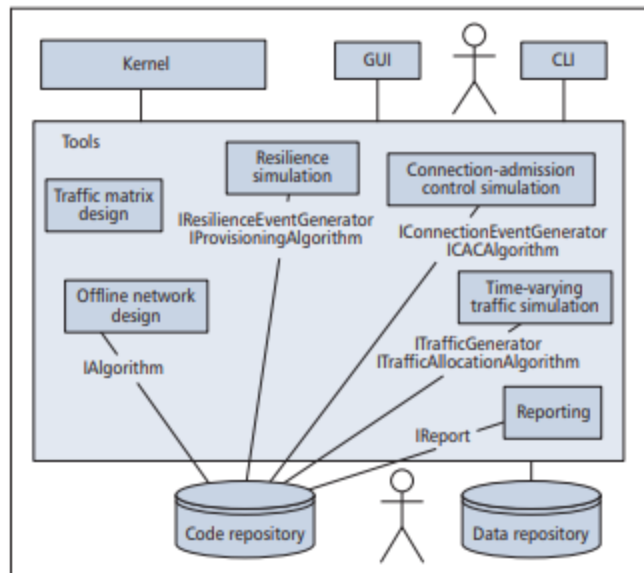 Kernel
GUI
CLI
Tools
Resilience
simulation
Connection-admission
control simulation
Traffic matrix
design
IResilienceEventGenerator
IProvisioningAlgorithm
IConnectionEventGenerator
ICACAlgorithm
Offline network
design
Time-varying
traffic simulation
IAlgorithm
ITrafficGenerator
ITrafficAllocationAlgorithm
Reporting
IReport
Code repository
Data repository